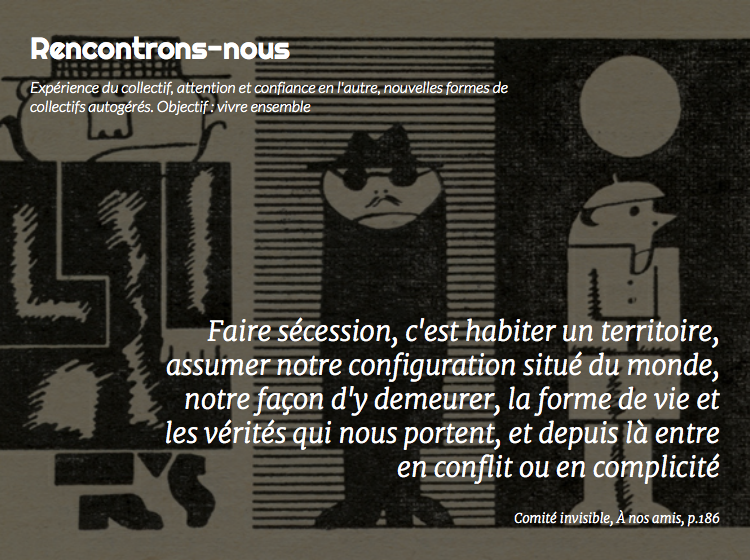 Rencontrons-nous
Expérience du collectif, attention et confiance en l'autre, nouvelles formes de
collectifs autogérés. Objectif : vivre ensemble
Faire sécession, c'est habiter un territoire,
assumer notre configuration situé du monde,
notre façon d'y demeurer, la forme de vie et
les vérités qui nous portent, et depuis là entre
en conflit ou en complicité
Comité invisible, À nos amis, p.186